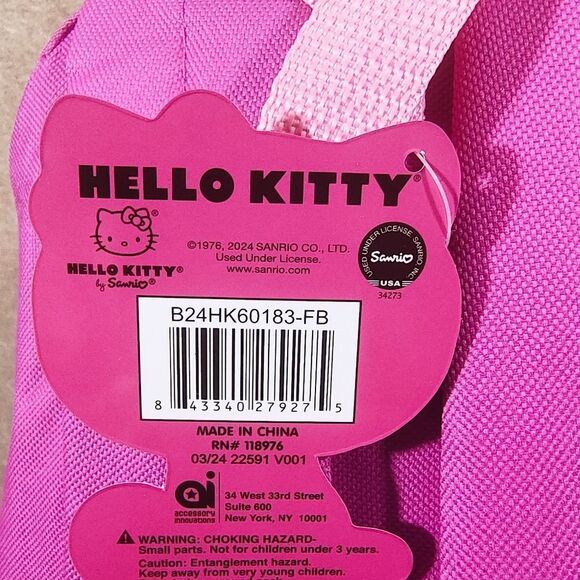 HELLO KITTY®
©1976, 2024 SANRIO CO., LTD.
Used Under License.
www.sanrio.com
HELLO KITTY®
by Sanrio
USED UNDER LICENSE, SANRIO INC.
Sanrio
USA
34273
B24HK60183-FB
8 43340 27927 5
MADE IN CHINA
RN# 118976
03/24 22591 V001
ai
accessory
innovations
34 West 33rd Street
Suite 600
New York, NY 10001
WARNING: CHOKING HAZARD-
Small parts. Not for children under 3 years.
Caution: Entanglement hazard.
Keep away from very young children.